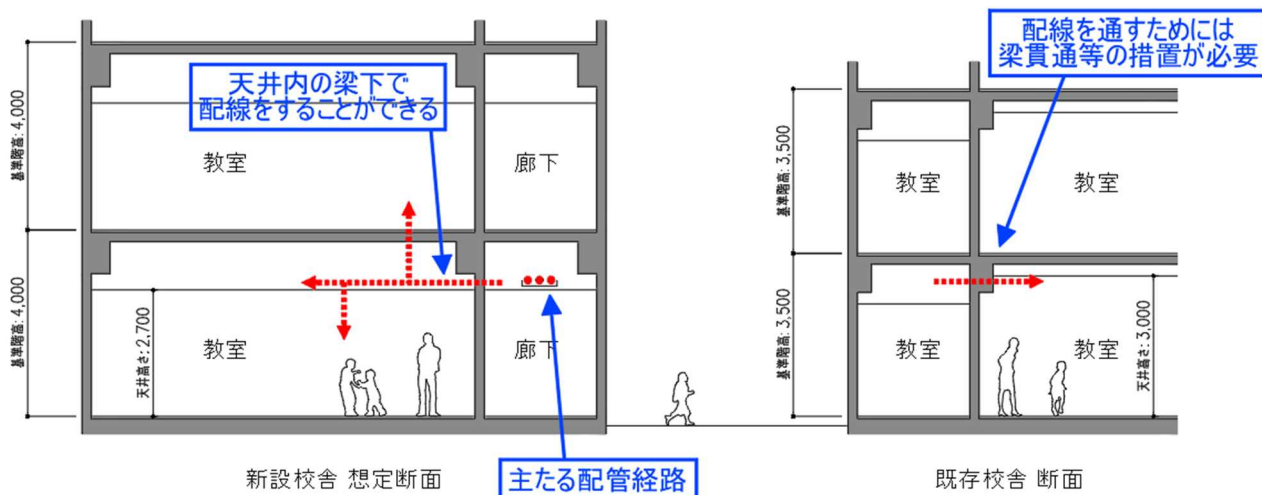 配線を通すためには
梁貫通等の措置が必要
天井内の梁下で
配線をすることができる
基準階高：4,000
教室
廊下
基準階高：3,500
教室
教室
基準階高：4,000
天井高さ：2,700
教室
廊下
基準階高：3,500
教室
教室
天井高さ：3,000
新設校舎 想定断面
主たる配管経路
既存校舎 断面